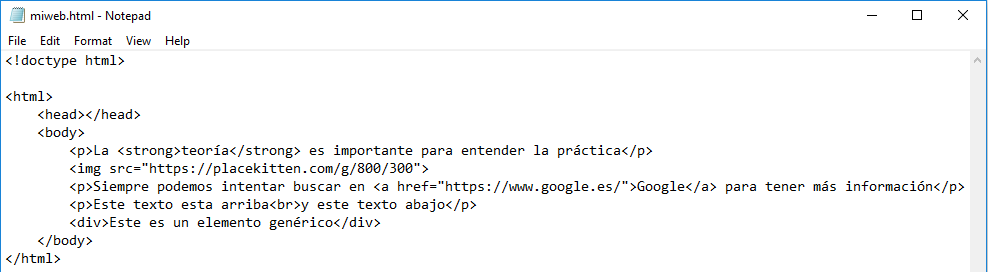 miweb.html - Notepad
File Edit Format View Help
<!doctype html>
<html>
<head></head>
<body>
<p>La <strong>teoría</strong> es importante para entender la práctica</p>
<img src="https://placekitten.com/g/800/300">
<p>Siempre podemos intentar buscar en <a href="https://www.google.es/">Google</a> para tener más información</p>
<p>Este texto esta arriba<br>y este texto abajo</p>
<div>Este es un elemento genérico</div>
</body>
</html>